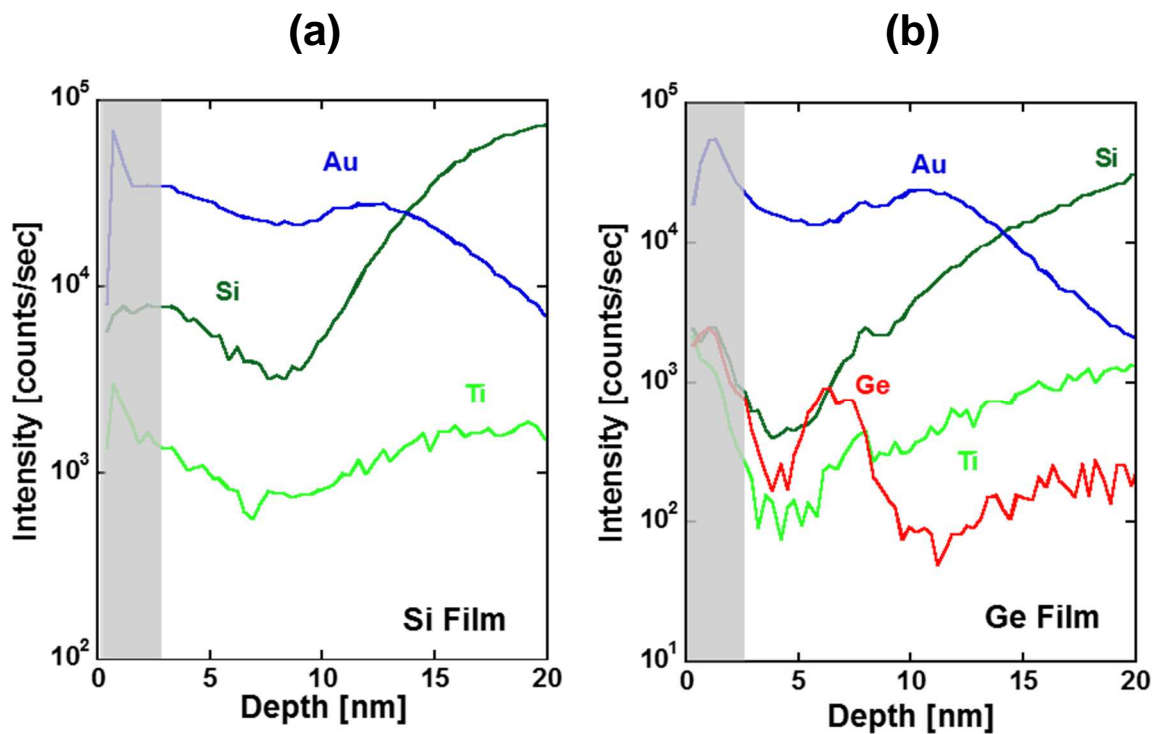 (a)
(b)
10^5
10^4
10^3
10^2
Intensity [counts/sec]
Au
Si
Ti
Si Film
0
5
10
15
20
Depth [nm]
10^5
10^4
10^3
10^2
10^1
Intensity [counts/sec]
Si
Au
Ge
Ti
Ge Film
0
5
10
15
20
Depth [nm]